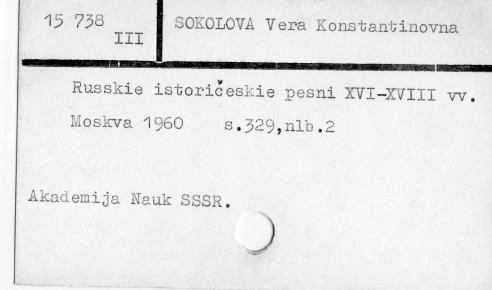 15 738
III
SOKOLOVA Vera Konstantinovna
Russkie istoričeskie pesni XVI-XVIII vv.
Moskva 1960 s.329,nlb.2
Akademija Nauk SSSR.